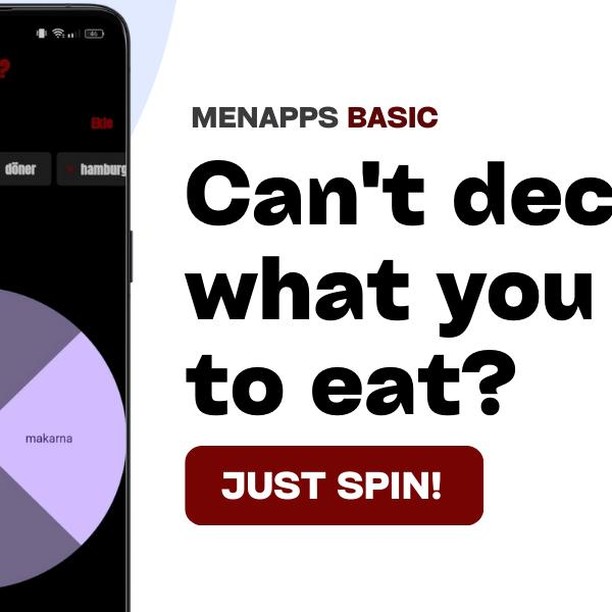 ?
Ekle
döner
hamburg
makarna
MENAPPS BASIC
Can't dec
what you
to eat?
JUST SPIN!